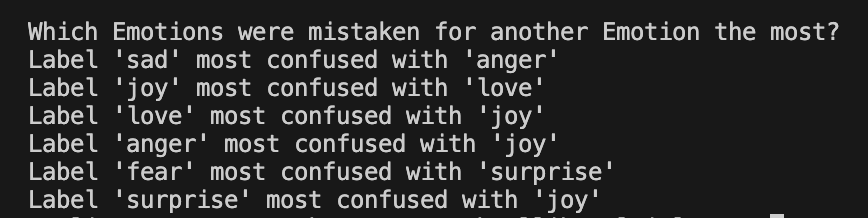 Which Emotions were mistaken for another Emotion the most?
Label 'sad' most confused with 'anger'
Label 'joy' most confused with 'love'
Label 'love' most confused with 'joy'
Label 'anger' most confused with 'joy'
Label 'fear' most confused with 'surprise'
Label 'surprise' most confused with 'joy'